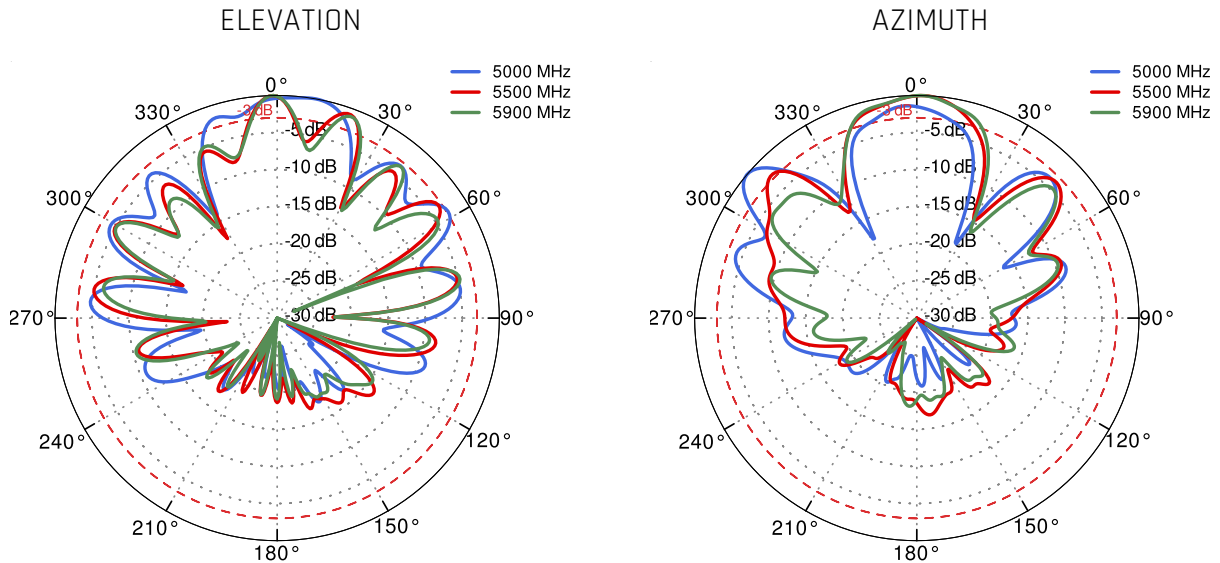 ELEVATION
5000 MHz
5500 MHz
5900 MHz
0°
30°
60°
90°
120°
150°
180°
210°
240°
270°
300°
330°
-3 dB
-5 dB
-10 dB
-15 dB
-20 dB
-25 dB
-30 dB
AZIMUTH
5000 MHz
5500 MHz
5900 MHz
0°
30°
60°
90°
120°
150°
180°
210°
240°
270°
300°
330°
-3 dB
-5 dB
-10 dB
-15 dB
-20 dB
-25 dB
-30 dB